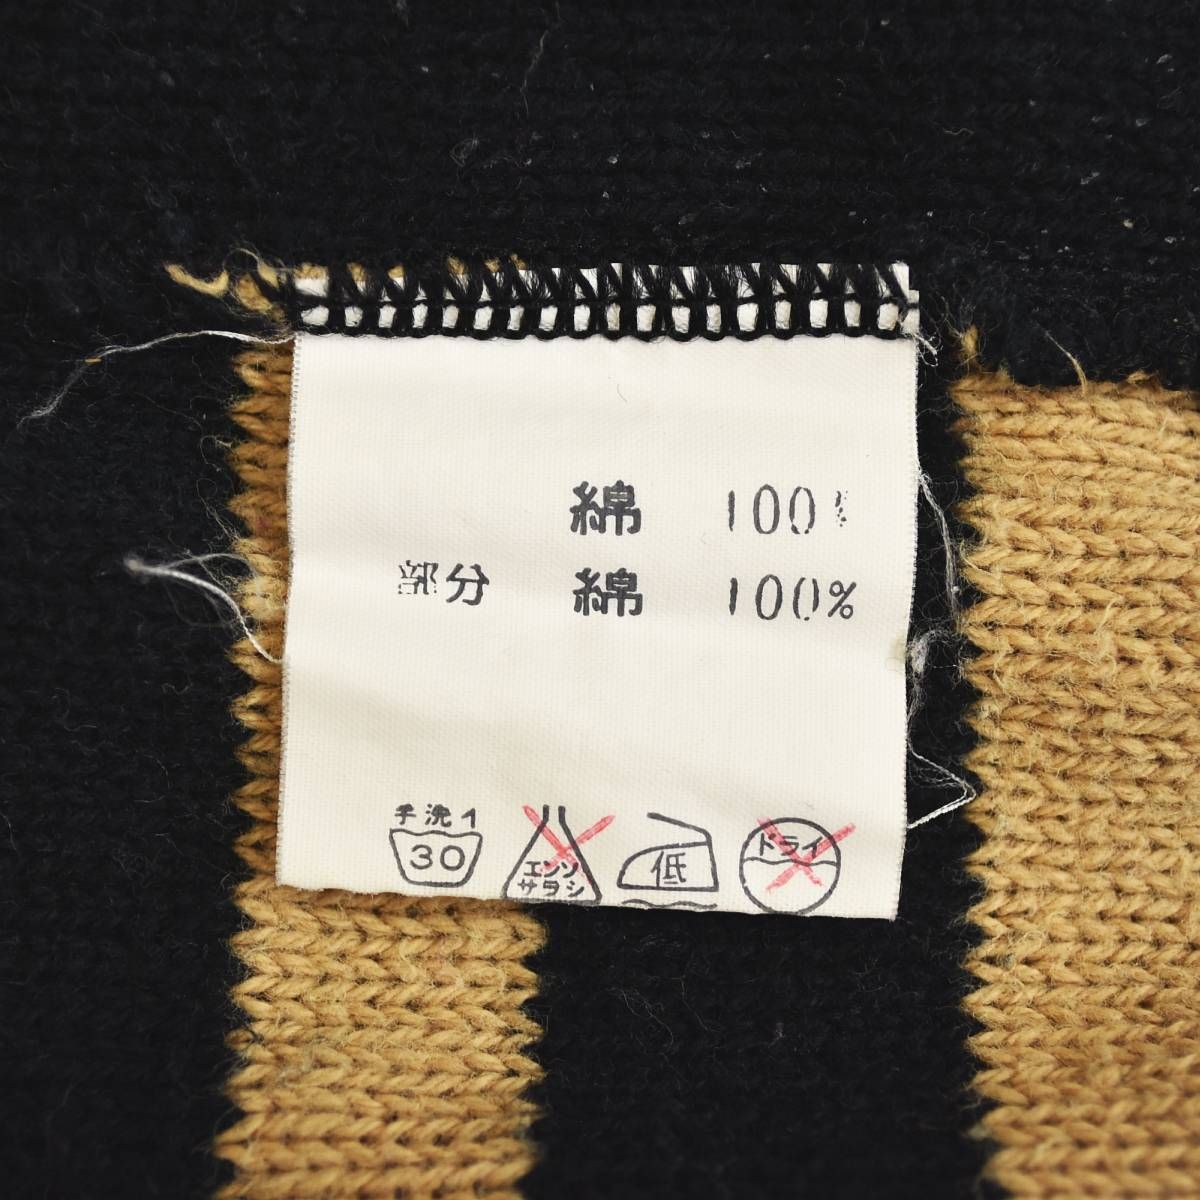 綿 100%
部分 綿 100%
手洗イ
30
エンソ
サラシ
低
ドライ